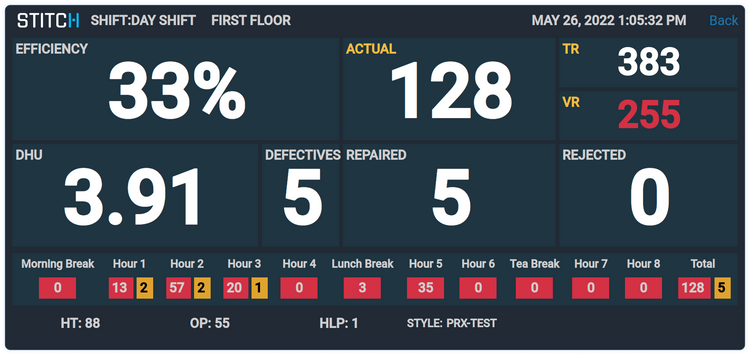 STITCH SHIFT:DAY SHIFT FIRST FLOOR MAY 26, 2022 1:05:32 PM Back
EFFICIENCY ACTUAL TR
33% 128 383
VR
255
DHU DEFECTIVES REPAIRED REJECTED
3.91 5 5 0
Morning Break Hour 1 Hour 2 Hour 3 Hour 4 Lunch Break Hour 5 Hour 6 Tea Break Hour 7 Hour 8 Total
0 13 2 57 2 20 1 0 3 35 0 0 0 0 128 5
HT: 88 OP: 55 HLP: 1 STYLE: PRX-TEST